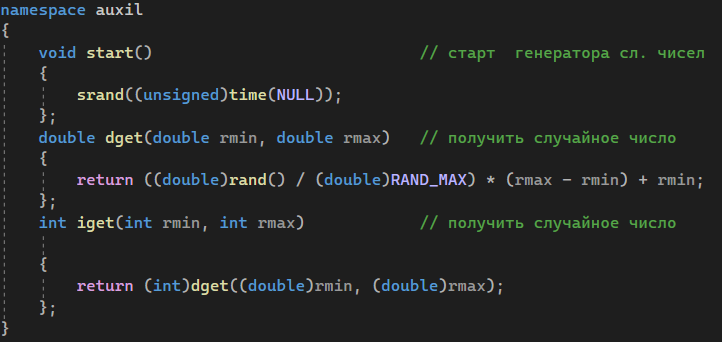 namespace auxil
{
void start() // старт генератора сл. чисел
{
srand((unsigned)time(NULL));
};
double dget(double rmin, double rmax) // получить случайное число
{
return ((double)rand() / (double)RAND_MAX) * (rmax - rmin) + rmin;
};
int iget(int rmin, int rmax) // получить случайное число
{
return (int)dget((double)rmin, (double)rmax);
};
}